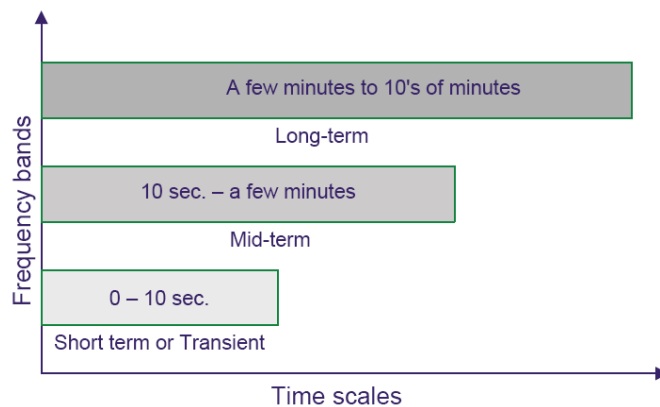 Frequency bands
A few minutes to 10's of minutes
Long-term
10 sec. – a few minutes
Mid-term
0 – 10 sec.
Short term or Transient
Time scales